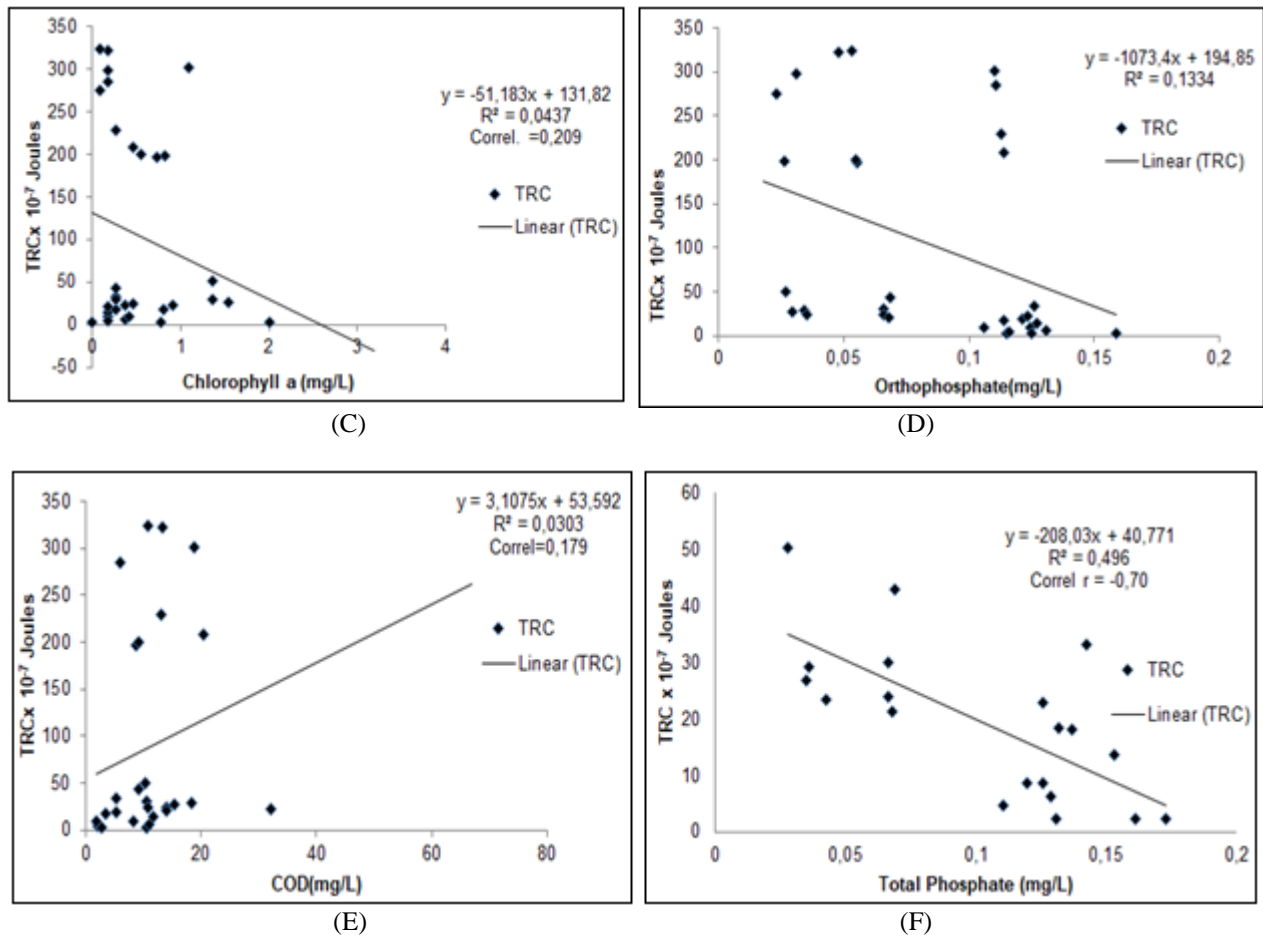 350
300
250
200
150
100
50
0
-50
TRCx 10⁻⁷ Joules
y = -51,183x + 131,82
R² = 0,0437
Correl. =0,209
TRC
Linear (TRC)
0 1 2 3 4
Chlorophyll a (mg/L)
(C)
350
300
250
200
150
100
50
0
TRCx 10⁻⁷ Joules
y = -1073,4x + 194,85
R² = 0,1334
TRC
Linear (TRC)
0 0,05 0,1 0,15 0,2
Orthophosphate(mg/L)
(D)
350
300
250
200
150
100
50
0
TRCx 10⁻⁷ Joules
y = 3,1075x + 53,592
R² = 0,0303
Correl=0,179
TRC
Linear (TRC)
0 20 40 60 80
COD(mg/L)
(E)
60
50
40
30
20
10
0
TRC x 10⁻⁷ Joules
y = -208,03x + 40,771
R² = 0,496
Correl r = -0,70
TRC
Linear (TRC)
0 0,05 0,1 0,15 0,2
Total Phosphate (mg/L)
(F)